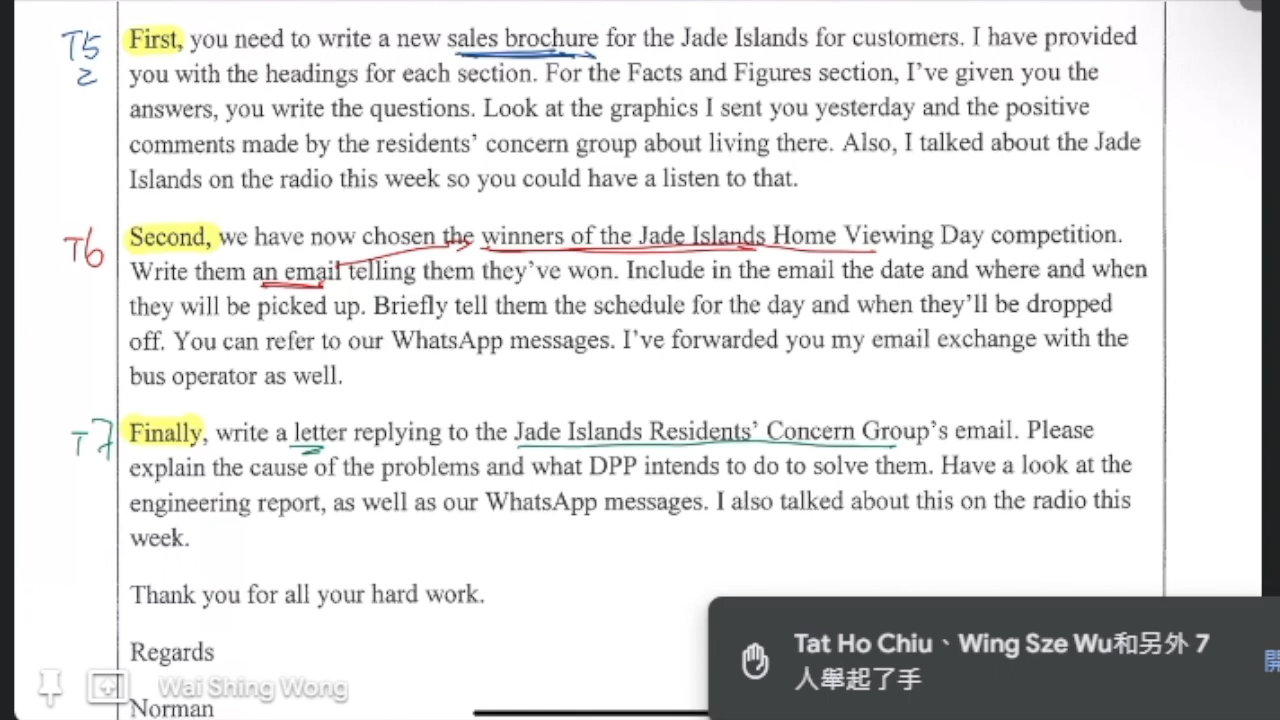 T5
2
First, you need to write a new sales brochure for the Jade Islands for customers. I have provided
you with the headings for each section. For the Facts and Figures section, I've given you the
answers, you write the questions. Look at the graphics I sent you yesterday and the positive
comments made by the residents' concern group about living there. Also, I talked about the Jade
Islands on the radio this week so you could have a listen to that.
T6
Second, we have now chosen the winners of the Jade Islands Home Viewing Day competition.
Write them an email telling them they've won. Include in the email the date and where and when
they will be picked up. Briefly tell them the schedule for the day and when they'll be dropped
off. You can refer to our WhatsApp messages. I've forwarded you my email exchange with the
bus operator as well.
T7
Finally, write a letter replying to the Jade Islands Residents' Concern Group's email. Please
explain the cause of the problems and what DPP intends to do to solve them. Have a look at the
engineering report, as well as our WhatsApp messages. I also talked about this on the radio this
week.
Thank you for all your hard work.
Regards
Norman
Wai Shing Wong
Tat Ho Chiu、Wing Sze Wu和另外 7
人舉起了手
開